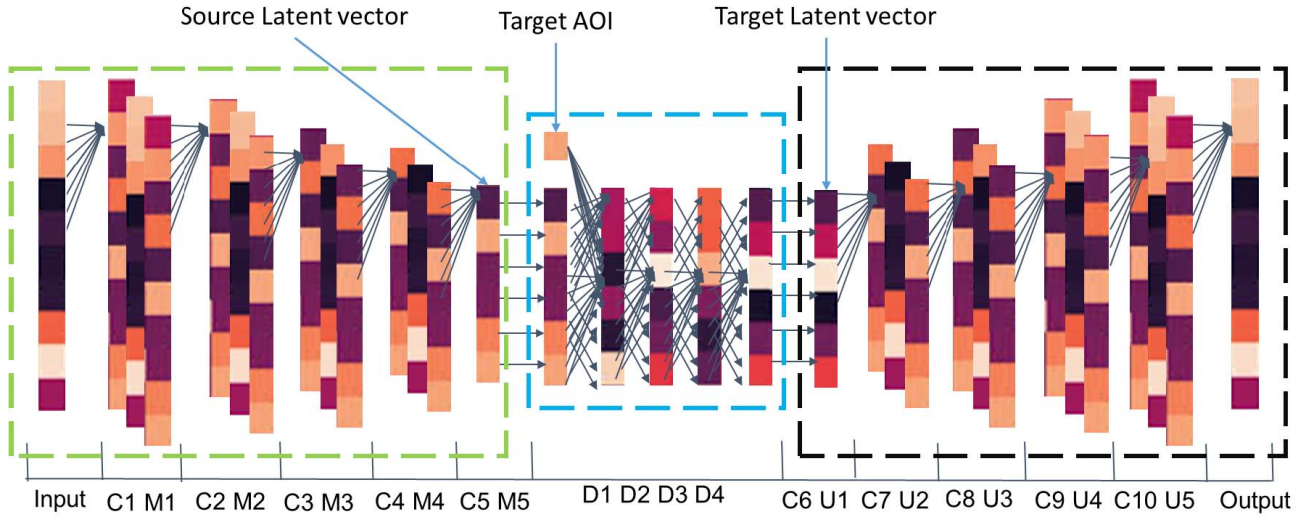 Source Latent vector
Target AOI
Target Latent vector
Input
C1 M1
C2 M2
C3 M3
C4 M4
C5 M5
D1 D2 D3 D4
C6 U1
C7 U2
C8 U3
C9 U4
C10 U5
Output